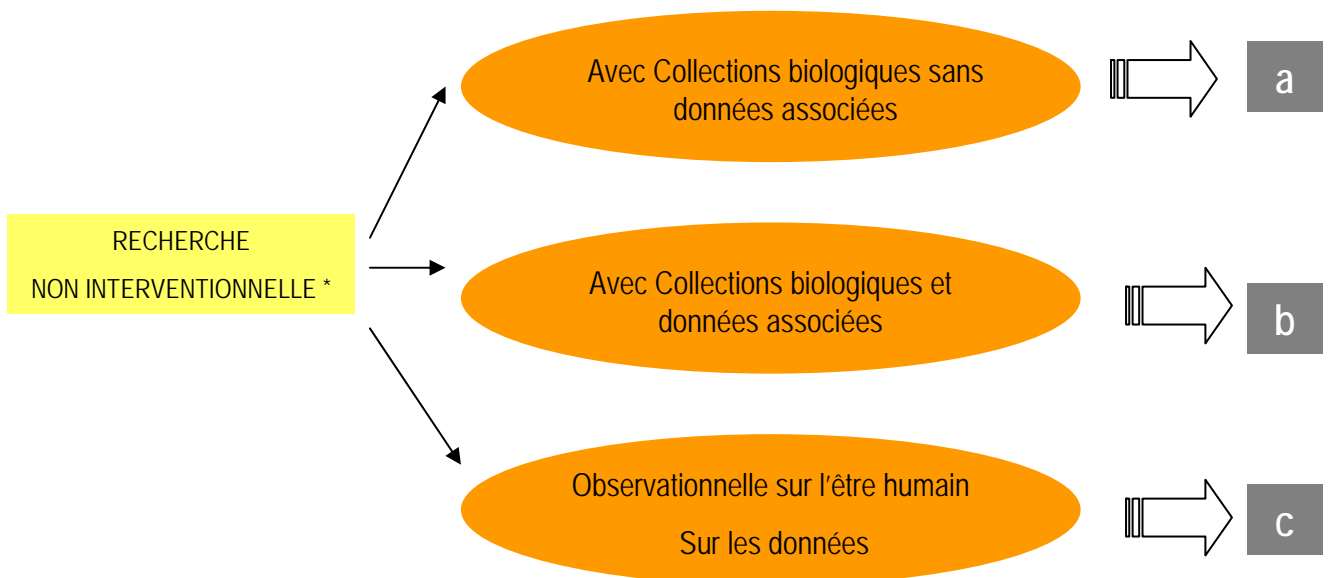 Avec Collections biologiques sans
données associées
a
RECHERCHE
NON INTERVENTIONNELLE *
Avec Collections biologiques et
données associées
b
Observationnelle sur l'être humain
Sur les données
c